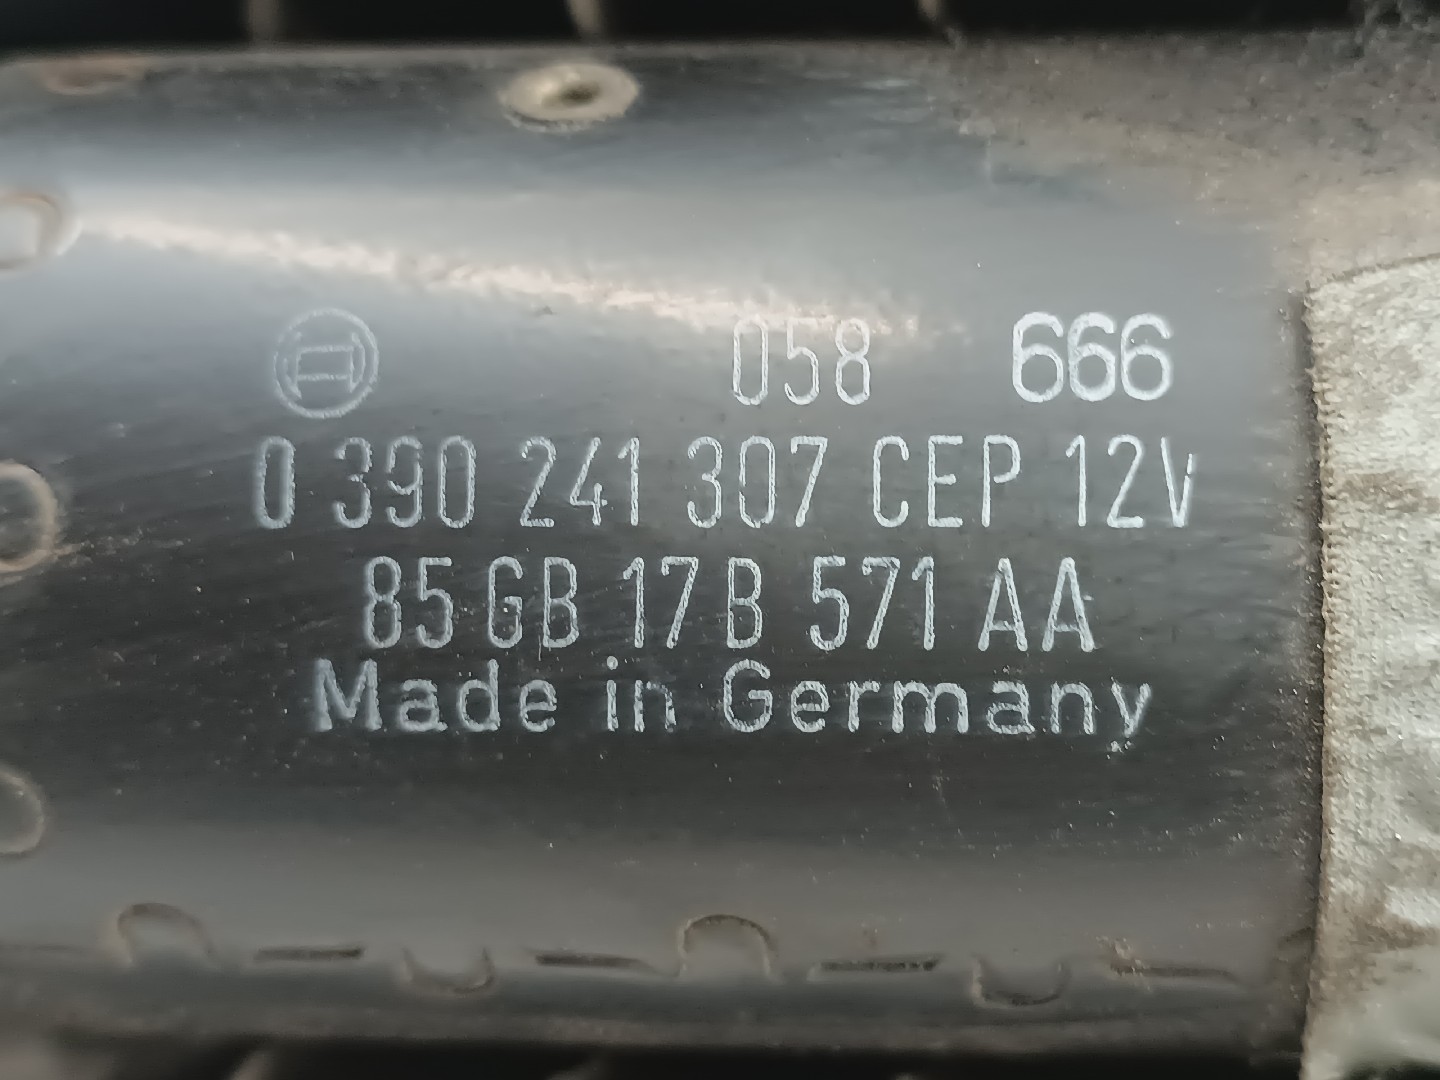 058 666
0 390 241 307 CEP 12V
85 GB 17 B 571 AA
Made in Germany